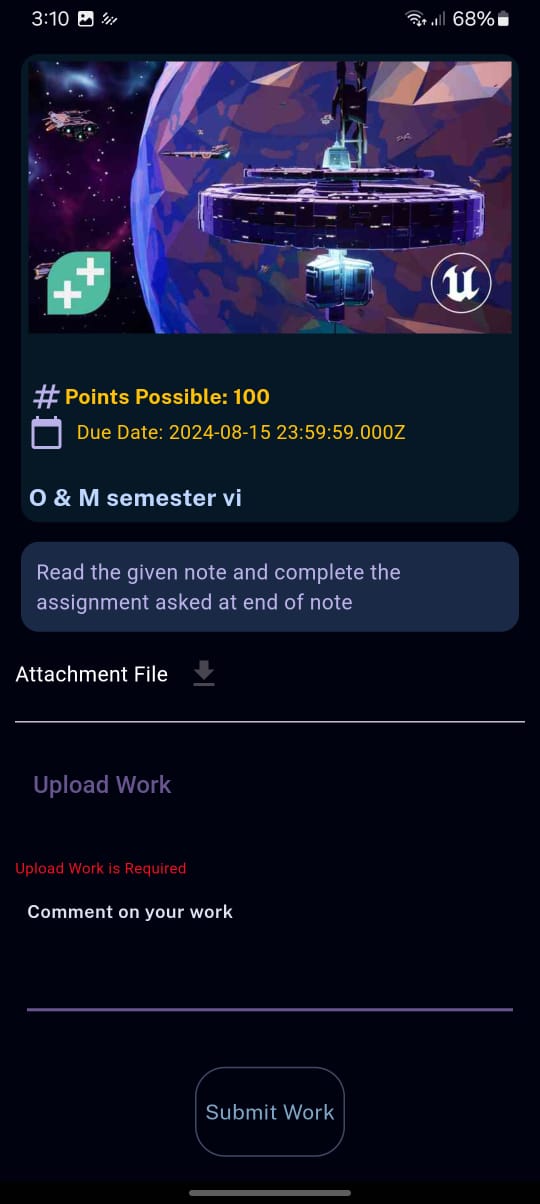 3:10 68%
Points Possible: 100
Due Date: 2024-08-15 23:59:59.000Z
O & M semester vi
Read the given note and complete the
assignment asked at end of note
Attachment File
Upload Work
Upload Work is Required
Comment on your work
Submit Work